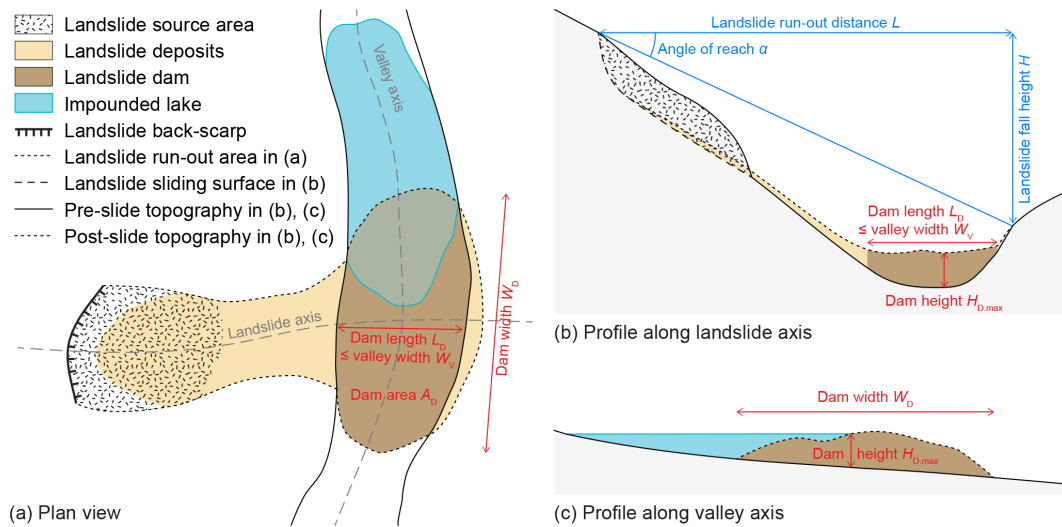 Landslide source area
Landslide deposits
Landslide dam
Impounded lake
Landslide back-scarp
Landslide run-out area in (a)
Landslide sliding surface in (b)
Pre-slide topography in (b), (c)
Post-slide topography in (b), (c)
Valley axis
Landslide axis
Dam length L_D
≤ valley width W_V
Dam area A_D
Dam width W_D
(a) Plan view
Landslide run-out distance L
Angle of reach α
Landslide fall height H
Dam length L_D
≤ valley width W_V
Dam height H_D.max
(b) Profile along landslide axis
Dam width W_D
Dam height H_D.max
(c) Profile along valley axis